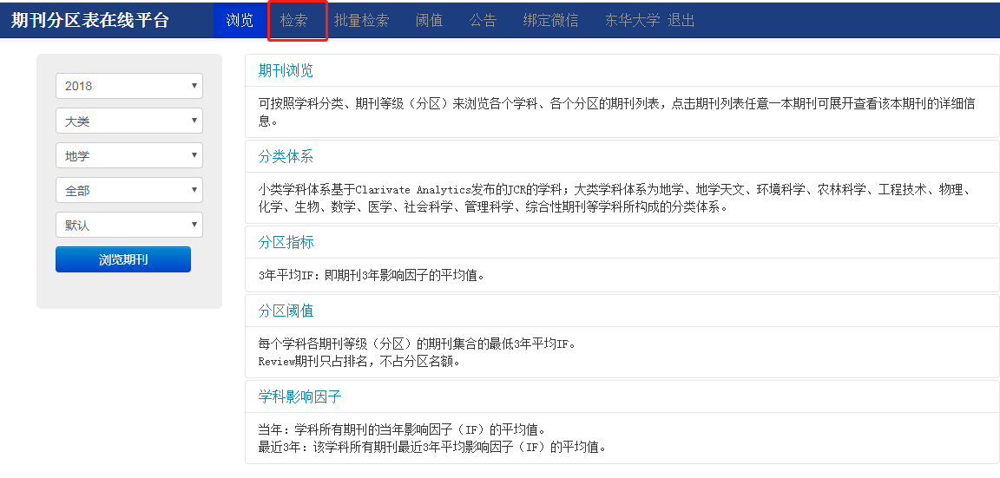 期刊分区表在线平台 浏览 检索 批量检索 阈值 公告 绑定微信 东华大学 退出
2018
大类
地学
全部
默认
浏览期刊
期刊浏览
可按照学科分类、期刊等级（分区）来浏览各个学科、各个分区的期刊列表，点击期刊列表任意一本期刊可展开查看该本期刊的详细信
息。
分类体系
小类学科体系基于Clarivate Analytics发布的JCR的学科；大类学科体系为地学、地学天文、环境科学、农林科学、工程技术、物理、
化学、生物、数学、医学、社会科学、管理科学、综合性期刊等学科所构成的分类体系。
分区指标
3年平均IF：即期刊3年影响因子的平均值。
分区阈值
每个学科各期刊等级（分区）的期刊集合的最低3年平均IF。
Review期刊只占排名，不占分区名额。
学科影响因子
当年：学科所有期刊的当年影响因子（IF）的平均值。
最近3年：该学科所有期刊最近3年平均影响因子（IF）的平均值。